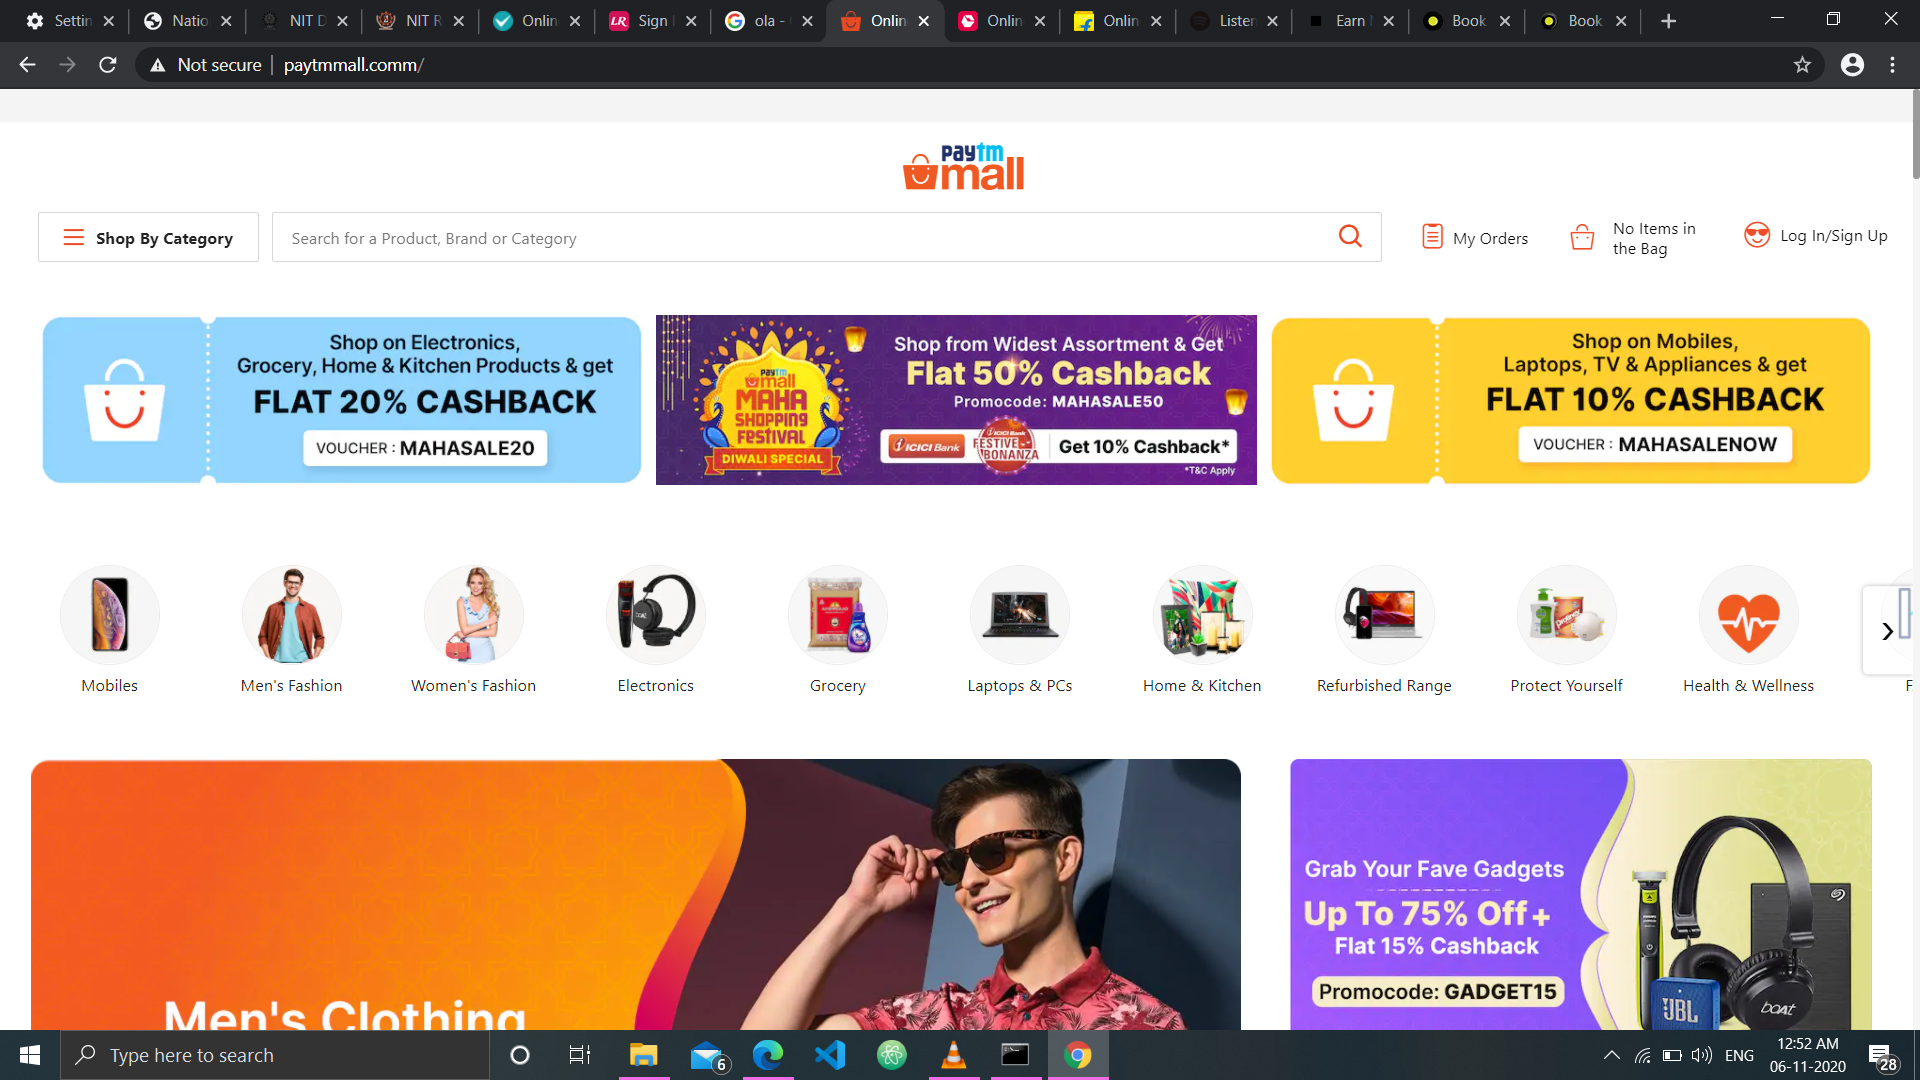 Settin
Natio
NIT D
NIT R
Onlin
LR Sign
ola -
Onlin
Onlin
Onlin
Listen
Earn
Book
Book
Not secure
paytmmall.comm/
paytm
mall
Shop By Category
Search for a Product, Brand or Category
My Orders
No Items in
the Bag
Log In/Sign Up
Shop on Electronics,
Grocery, Home & Kitchen Products & get
FLAT 20% CASHBACK
VOUCHER : MAHASALE20
paytm
mall
MAHA
SHOPPING
FESTIVAL
DIWALI SPECIAL
Shop from Widest Assortment & Get
Flat 50% Cashback
Promocode: MAHASALE50
ICICI Bank
ICICI Bank
FESTIVE
BONANZA
Get 10% Cashback*
*T&C Apply
Shop on Mobiles,
Laptops, TV & Appliances & get
FLAT 10% CASHBACK
VOUCHER : MAHASALENOW
Mobiles
Men's Fashion
Women's Fashion
Electronics
Grocery
Laptops & PCs
Home & Kitchen
Refurbished Range
Protect Yourself
Health & Wellness
F
Men's Clothing
Grab Your Fave Gadgets
Up To 75% Off+
Flat 15% Cashback
Promocode: GADGET15
JBL
boAt
Type here to search
6
ENG
12:52 AM
06-11-2020
28